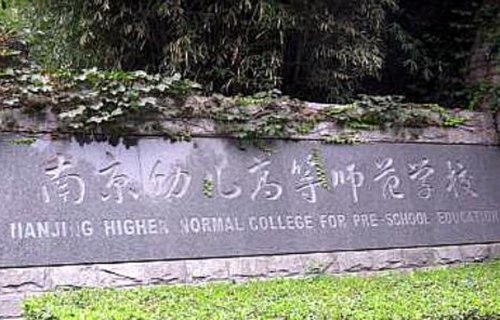 南京幼儿高等师范学校
NANJING HIGHER NORMAL COLLEGE FOR PRE-SCHOOL EDUCATION